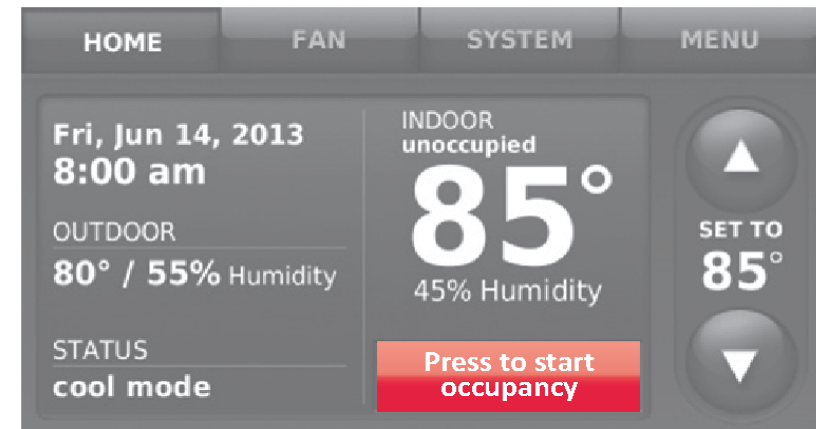 HOME
FAN
SYSTEM
MENU
Fri, Jun 14, 2013
8:00 am
OUTDOOR
80° / 55% Humidity
STATUS
cool mode
INDOOR
unoccupied
85°
45% Humidity
Press to start
occupancy
SET TO
85°